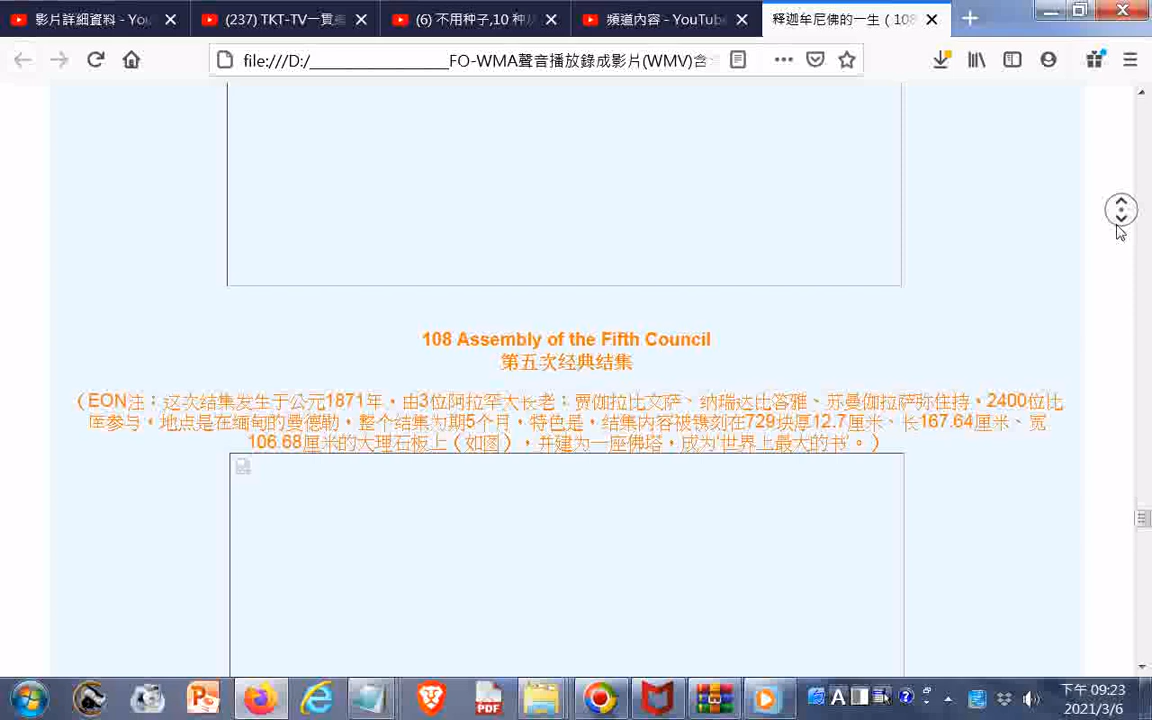 影片詳細資料 - You
(237) TKT-TV一貫
(6) 不用种子,10 种
頻道內容 - YouTube
释迦牟尼佛的一生（108
file:///D:/____________________FO-WMA聲音播放錄成影片(WMV)含
108 Assembly of the Fifth Council
第五次经典结集
（EON注：这次结集发生于公元1871年，由3位阿拉罕大长老：贾伽拉比文萨、纳瑞达比答雅、苏曼伽拉萨弥住持，2400位比
丘参与，地点是在缅甸的曼德勒，整个结集为期5个月，特色是，结集内容被镌刻在729块厚12.7厘米、长167.64厘米、宽
106.68厘米的大理石板上（如图），并建为一座佛塔，成为‘世界上最大的书’。）
PDF
A
下午 09:23
2021/3/6